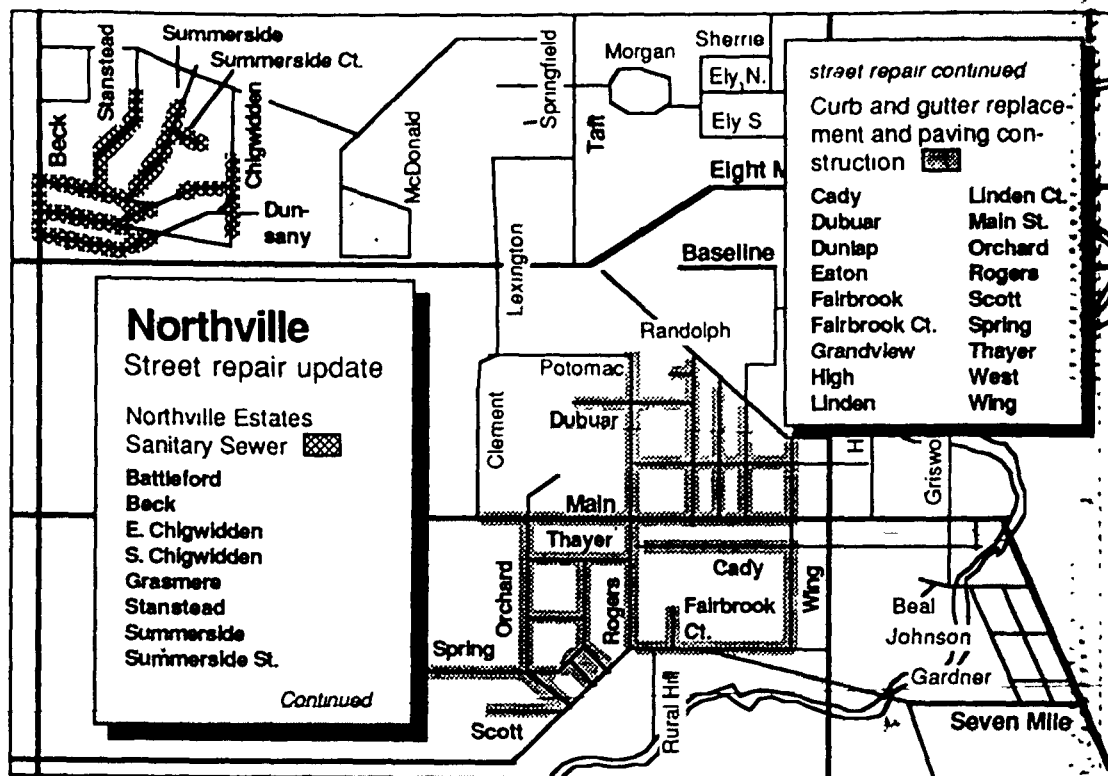 Summerside
Summerside Ct.
Stanstead
Beck
Chigwidden
Dun-
sany
McDonald
Springfield
Taft
Morgan
Sherrie
Ely N.
Ely S
Eight M
Baseline
Lexington
Randolph
Potomac
Dubuar
Clement
Main
Thayer
Orchard
Rogers
Cady
Fairbrook
Ct.
Wing
H
Griswo
Beal
Johnson
Gardner
Seven Mile
Spring
Scott
Rural Hill
Northville
Street repair update
Northville Estates
Sanitary Sewer
Battleford
Beck
E. Chigwidden
S. Chigwidden
Grasmere
Stanstead
Summerside
Summerside St.
Continued
street repair continued
Curb and gutter replace-
ment and paving con-
struction
Cady
Dubuar
Dunlap
Eaton
Fairbrook
Fairbrook Ct.
Grandview
High
Linden
Linden Ct.
Main St.
Orchard
Rogers
Scott
Spring
Thayer
West
Wing